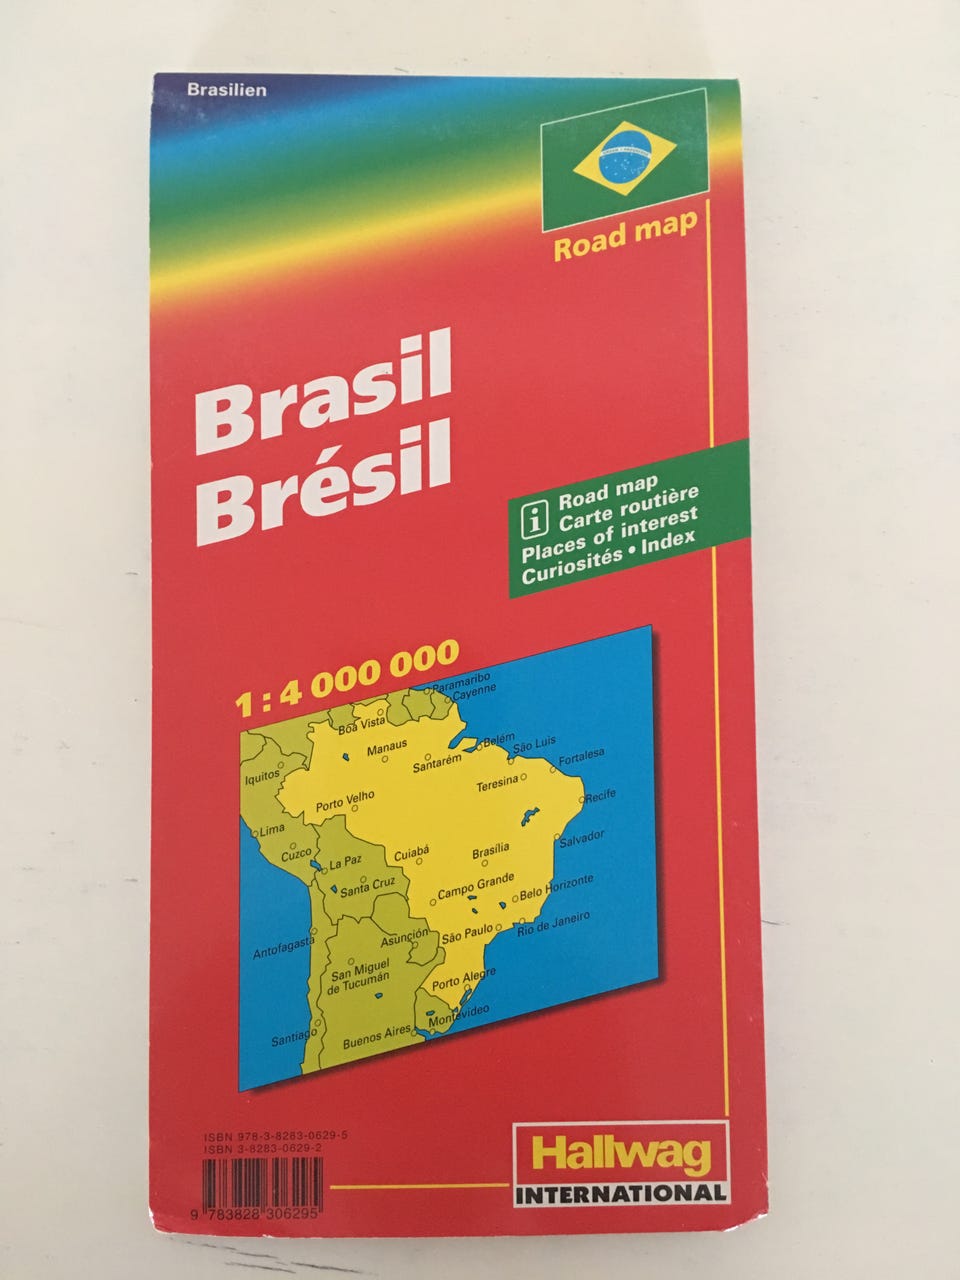 Brasilien
Road map
Brasil
Brésil
i
Road map
Carte routière
Places of interest
Curiosités • Index
1 : 4 000 000
Paramaribo
Cayenne
Boa Vista
Manaus
Santarém
Belém
São Luis
Fortalesa
Iquitos
Teresina
Porto Velho
Recife
Lima
Cuzco
La Paz
Cuiabá
Brasília
Salvador
Santa Cruz
Campo Grande
Belo Horizonte
Antofagasta
Asunción
São Paulo
Rio de Janeiro
San Miguel
de Tucumán
Porto Alegre
Santiago
Buenos Aires
Montevideo
ISBN 978-3-8283-0629-5
ISBN 3-8283-0629-2
9 783828 306295
Hallwag
INTERNATIONAL